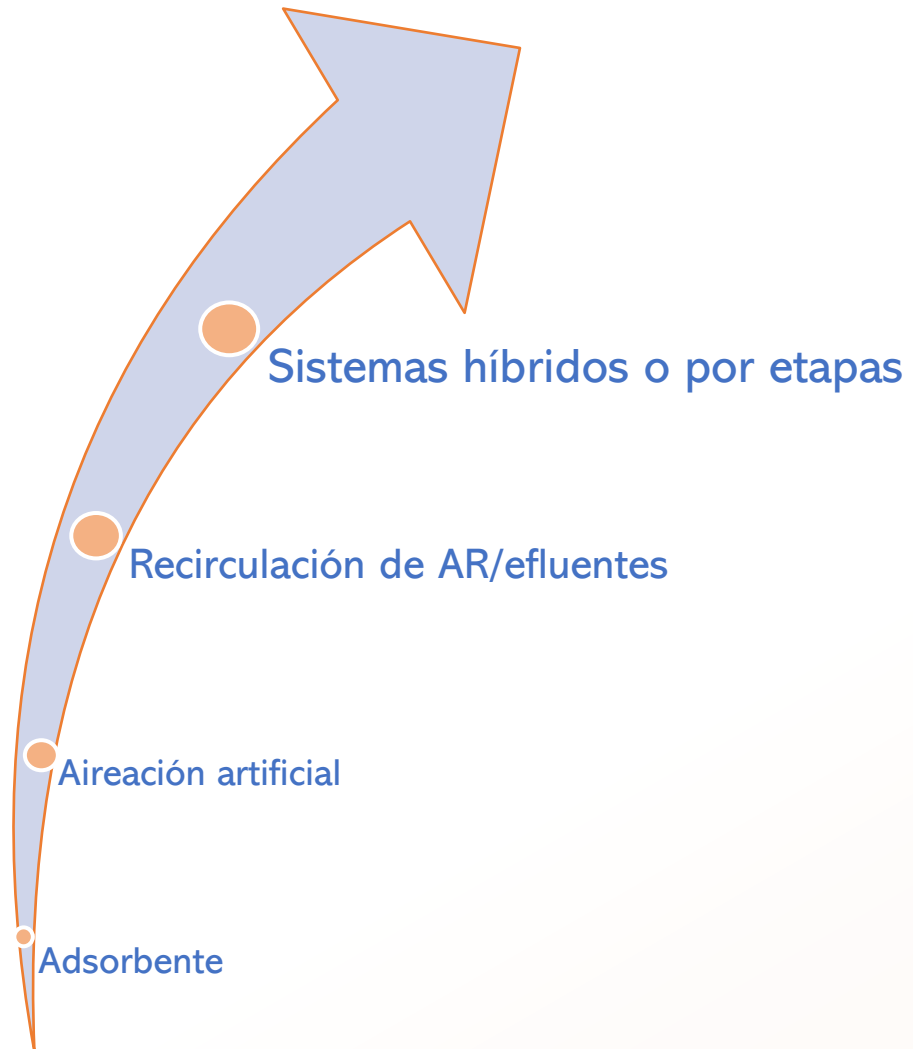 Sistemas híbridos o por etapas
Recirculación de AR/efluentes
Aireación artificial
Adsorbente